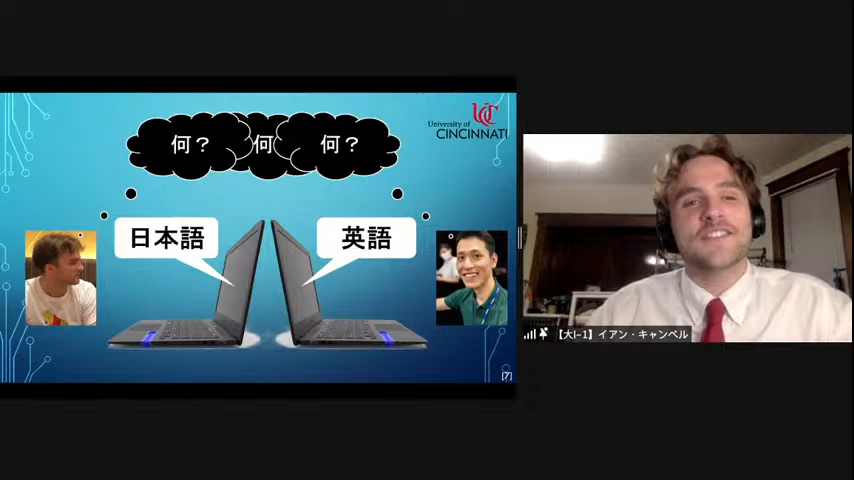 何？
何
何？
University of
CINCINNATI
日本語
英語
[7]
【大I-1】イアン・キャンベル